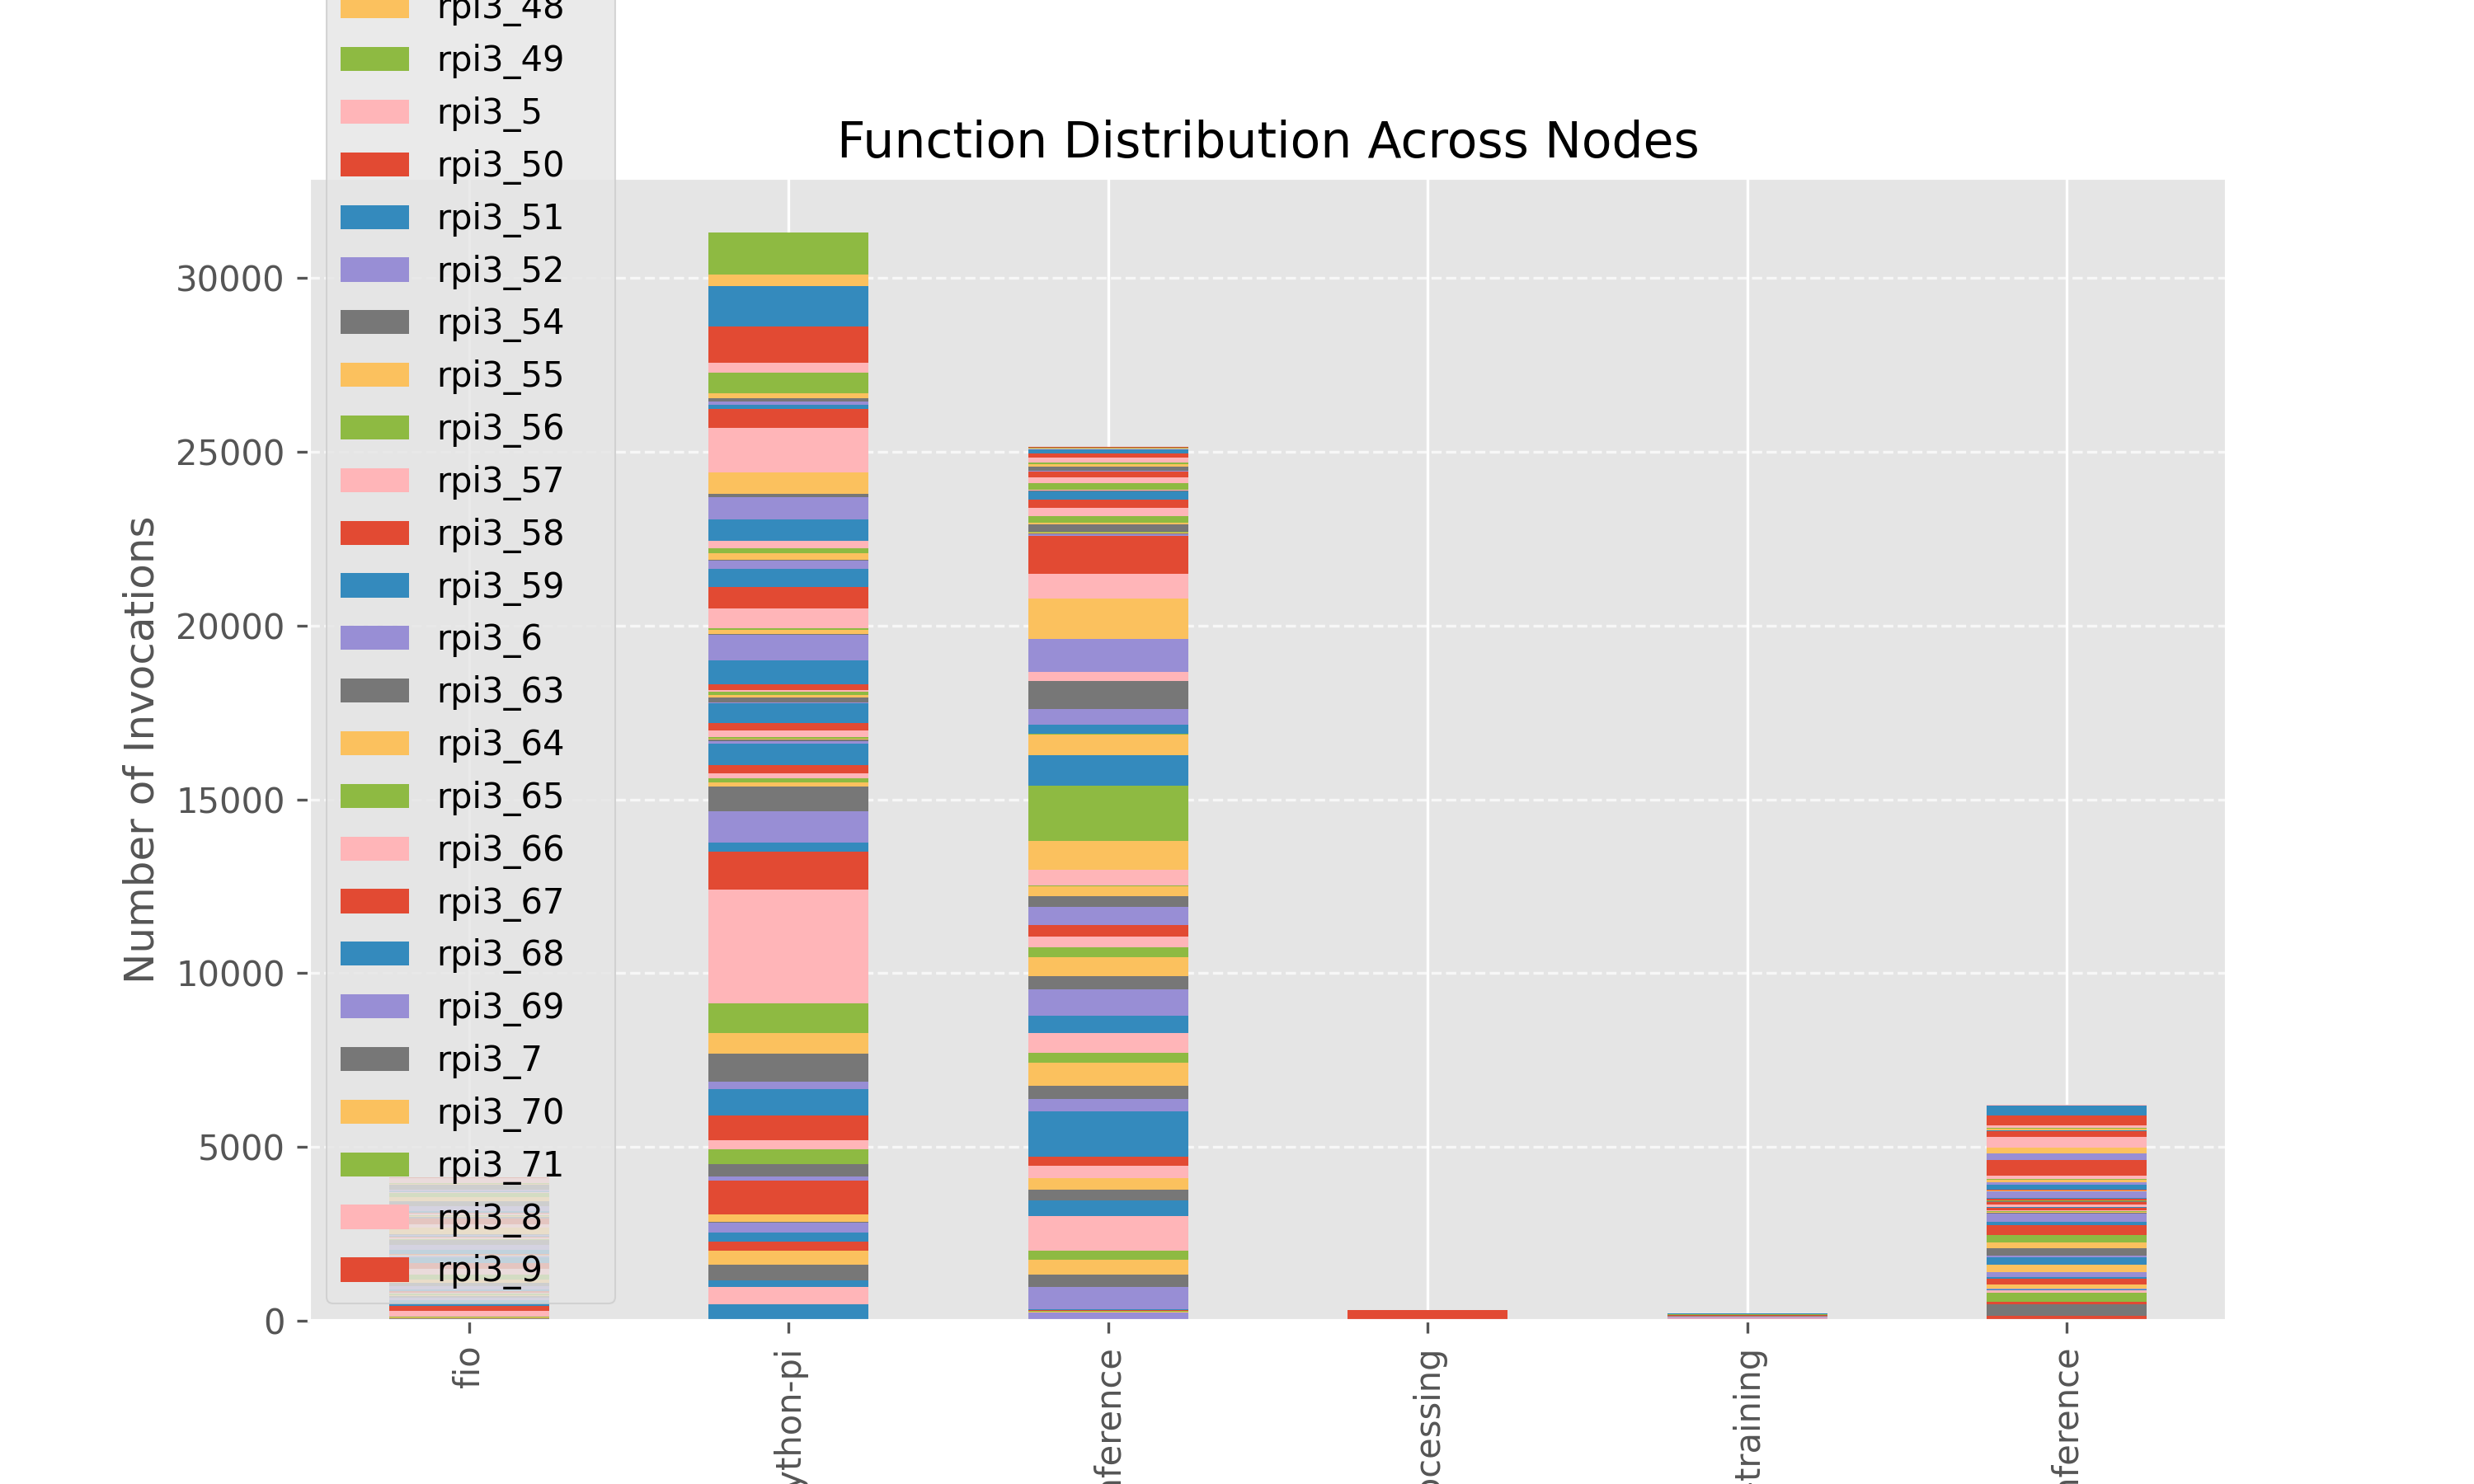 rpi3_48
rpi3_49
rpi3_5
rpi3_50
rpi3_51
rpi3_52
rpi3_54
rpi3_55
rpi3_56
rpi3_57
rpi3_58
rpi3_59
rpi3_6
rpi3_63
rpi3_64
rpi3_65
rpi3_66
rpi3_67
rpi3_68
rpi3_69
rpi3_7
rpi3_70
rpi3_71
rpi3_8
rpi3_9
Function Distribution Across Nodes
Number of Invocations
30000
25000
20000
15000
10000
5000
0
fio
ython-pi
ference
cessing
training
ference